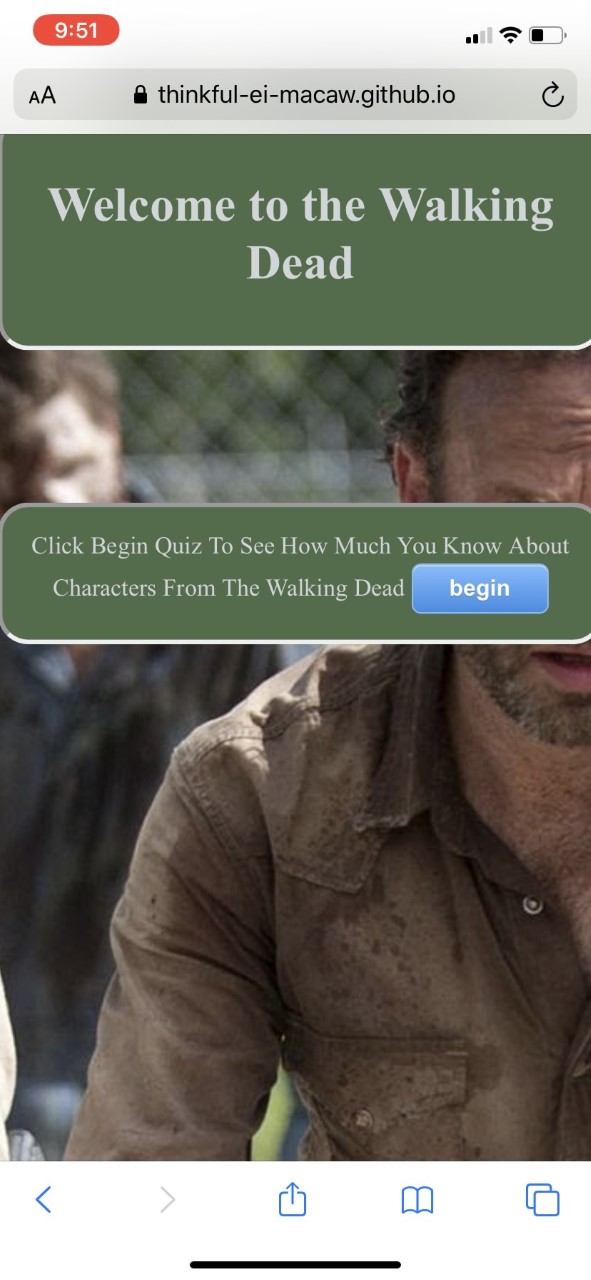 9:51
AA
thinkful-ei-macaw.github.io
Welcome to the Walking
Dead
Click Begin Quiz To See How Much You Know About
Characters From The Walking Dead begin